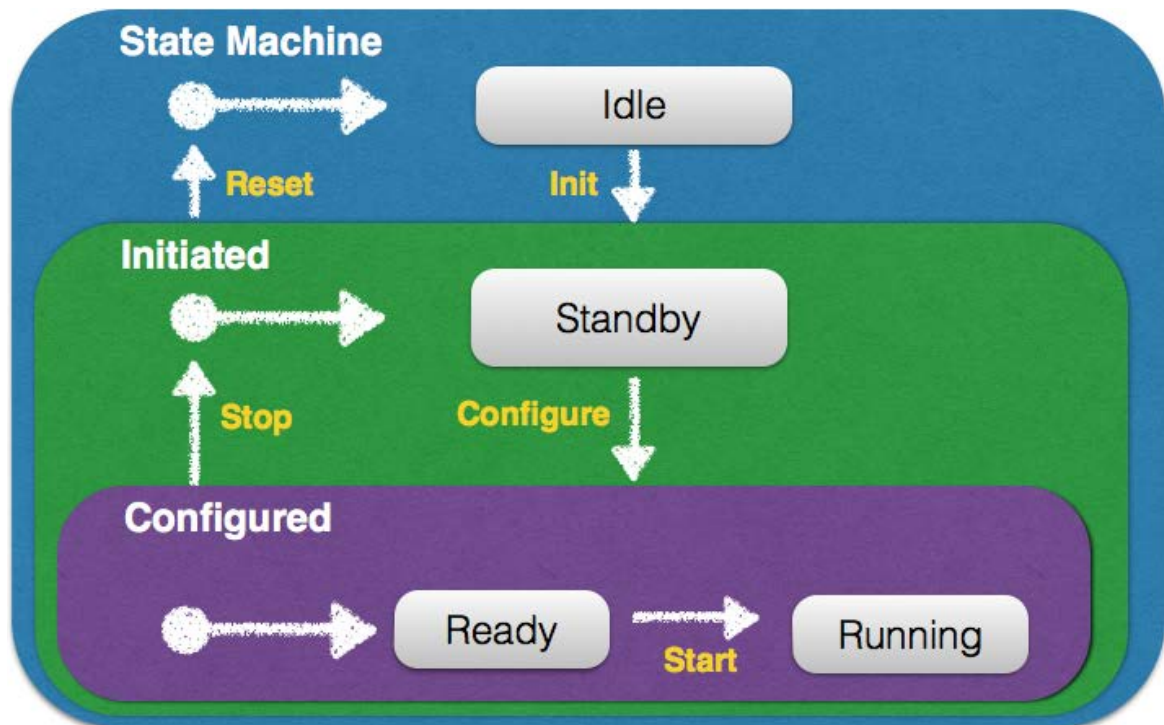 State Machine
Idle
Reset
Init
Initiated
Standby
Stop
Configure
Configured
Ready
Start
Running